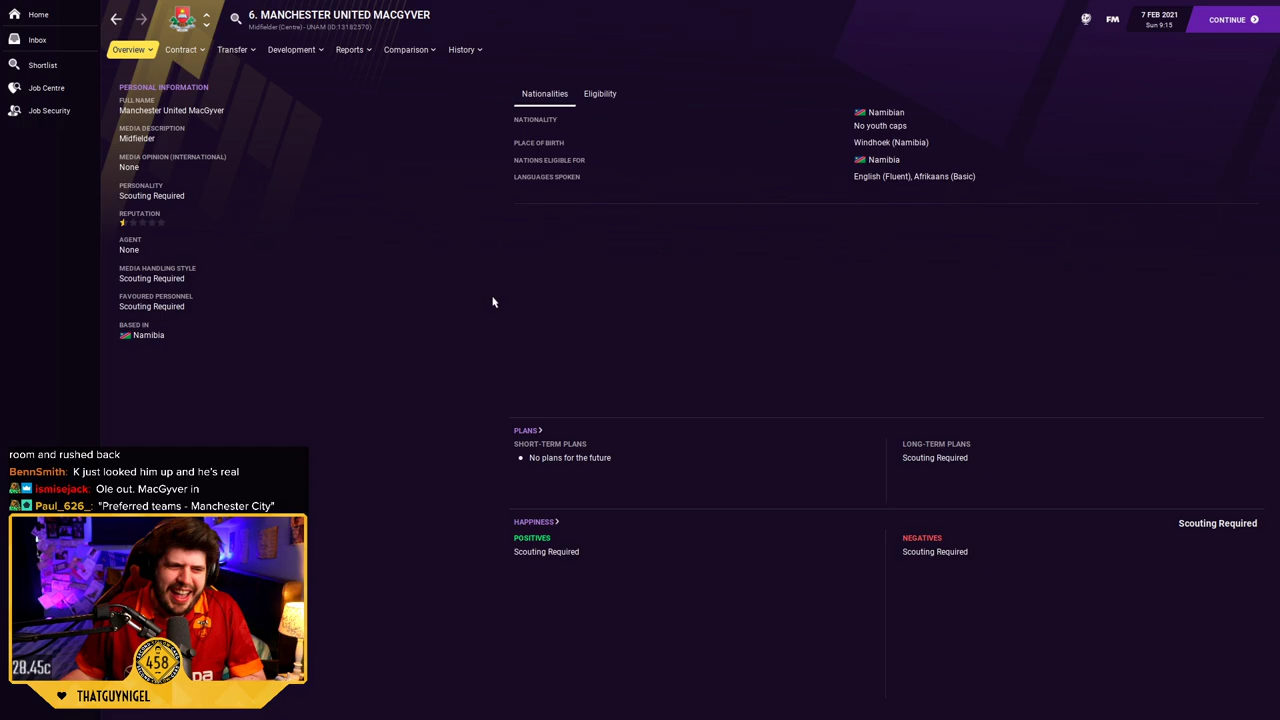 Home
Inbox
Shortlist
Job Centre
Job Security
6. MANCHESTER UNITED MACGYVER
Midfielder (Centre) - UNAM (ID:13182570)
FM
7 FEB 2021
Sun 9:15
CONTINUE
Overview
Contract
Transfer
Development
Reports
Comparison
History
PERSONAL INFORMATION
FULL NAME
Manchester United MacGyver
MEDIA DESCRIPTION
Midfielder
MEDIA OPINION (INTERNATIONAL)
None
PERSONALITY
Scouting Required
REPUTATION
AGENT
None
MEDIA HANDLING STYLE
Scouting Required
FAVOURED PERSONNEL
Scouting Required
BASED IN
Namibia
Nationalities Eligibility
NATIONALITY Namibian
No youth caps
PLACE OF BIRTH Windhoek (Namibia)
NATIONS ELIGIBLE FOR Namibia
LANGUAGES SPOKEN English (Fluent), Afrikaans (Basic)
PLANS
SHORT-TERM PLANS
No plans for the future
LONG-TERM PLANS
Scouting Required
HAPPINESS
Scouting Required
POSITIVES
Scouting Required
NEGATIVES
Scouting Required
room and rushed back
BennSmith: K just looked him up and he's real
ismisejack: Ole out. MacGyver in
Paul_626_: "Preferred teams - Manchester City"
28.45c
458
THATGUYNIGEL